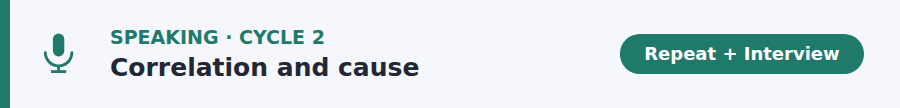 SPEAKING · CYCLE 2
Correlation and cause
Repeat + Interview